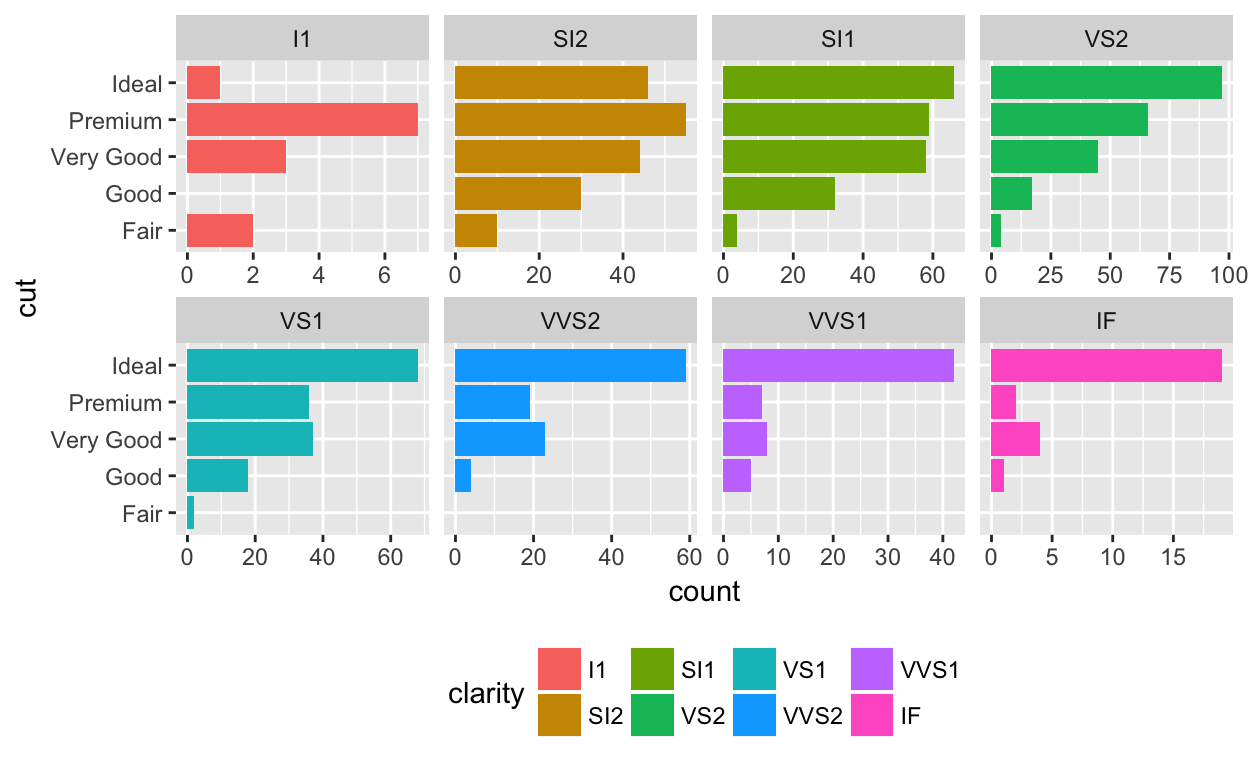 I1 SI2 SI1 VS2
Ideal
Premium
Very Good
Good
Fair
0 2 4 6 0 20 40 0 20 40 60 0 25 50 75 100
cut
VS1 VVS2 VVS1 IF
Ideal
Premium
Very Good
Good
Fair
0 20 40 60 0 20 40 60 0 10 20 30 40 0 5 10 15
count
clarity
I1 SI1 VS1 VVS1
SI2 VS2 VVS2 IF